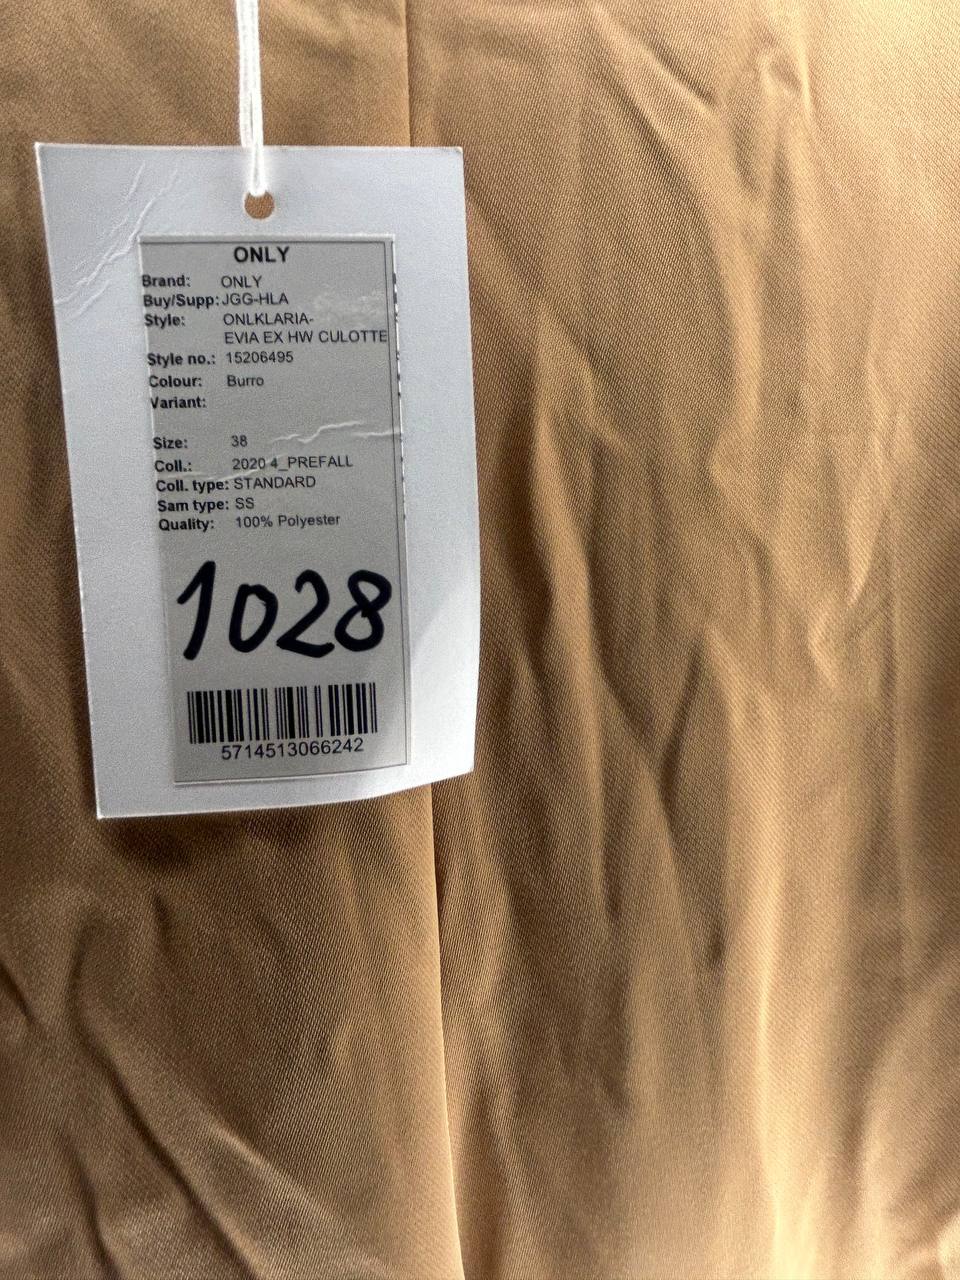 ONLY
Brand: ONLY
Buy/Supp: JGG-HLA
Style: ONLKLARIA-
EVIA EX HW CULOTTE
Style no.: 15206495
Colour: Burro
Variant:
Size: 38
Coll.: 2020 4_PREFALL
Coll. type: STANDARD
Sam type: SS
Quality: 100% Polyester
1028
5714513066242